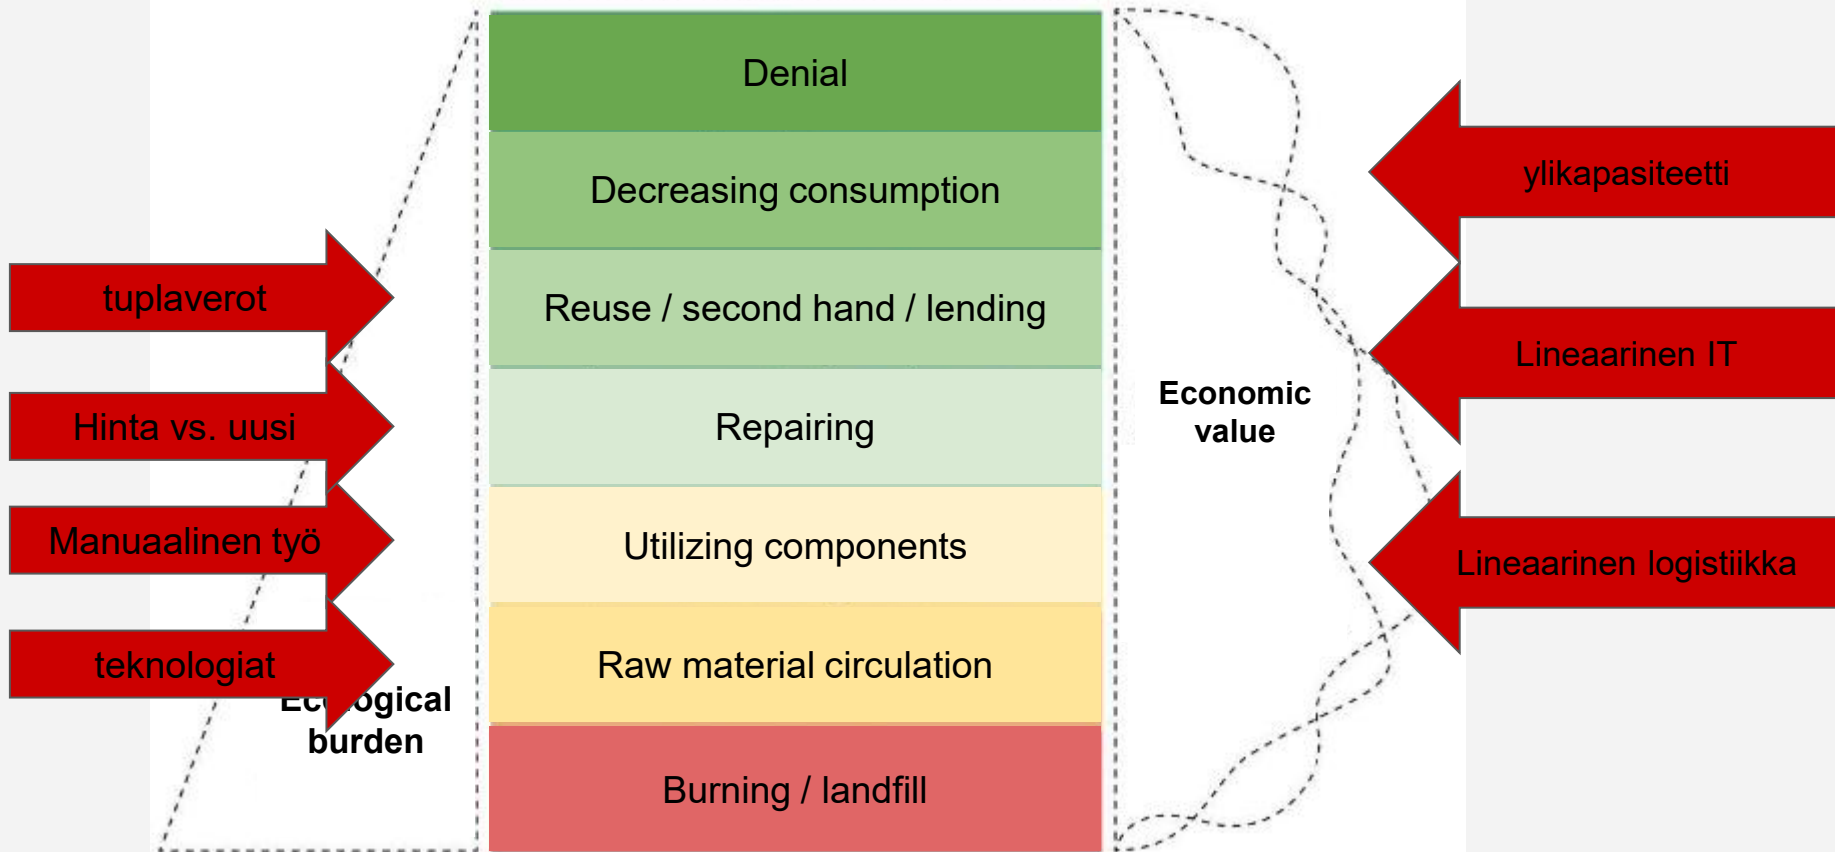 Denial
Decreasing consumption
Reuse / second hand / lending
Repairing
Utilizing components
Raw material circulation
Burning / landfill
tuplaverot
Hinta vs. uusi
Manuaalinen työ
teknologiat
Ecological
burden
Economic
value
ylikapasiteetti
Lineaarinen IT
Lineaarinen logistiikka